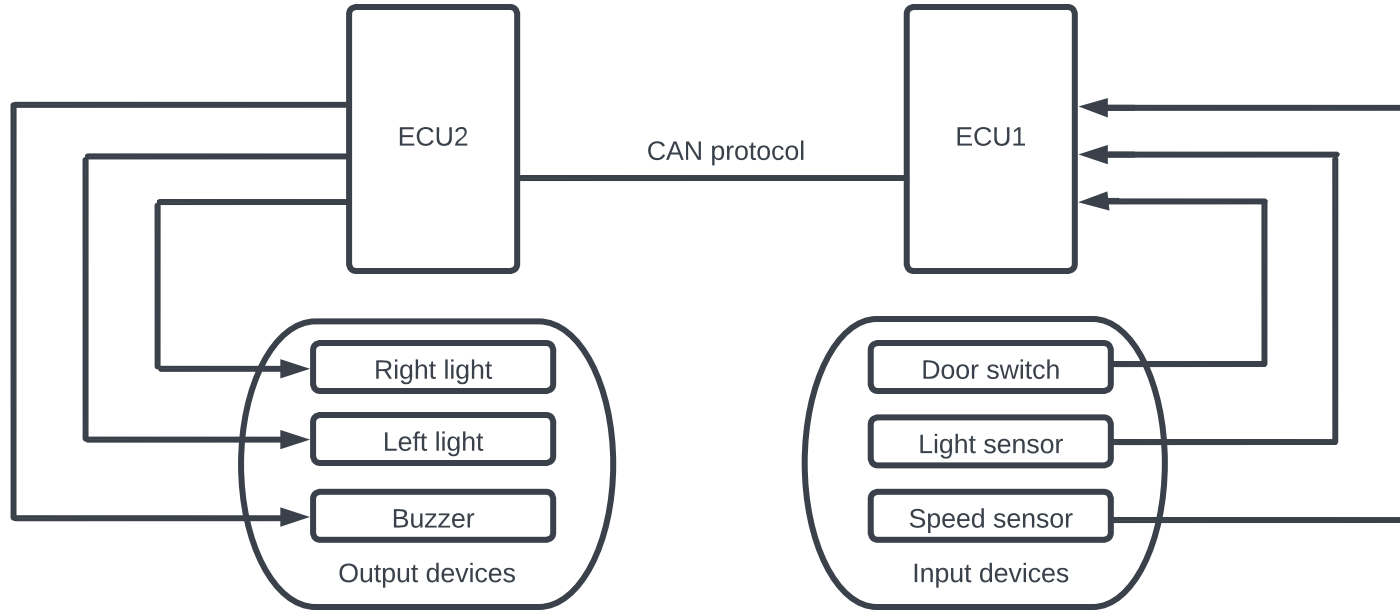 ECU2
CAN protocol
ECU1
Right light
Left light
Buzzer
Output devices
Door switch
Light sensor
Speed sensor
Input devices